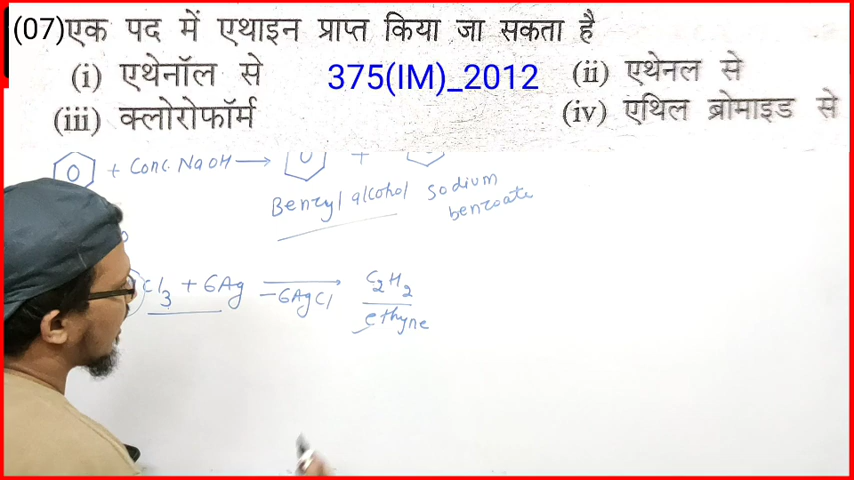 (07)एक पद में एथाइन प्राप्त किया जा सकता है
(i) एथेनॉल से 375(IM)_2012 (ii) एथेनल से
(iii) क्लोरोफॉर्म (iv) एथिल ब्रोमाइड से
+ Conc. NaOH → +
Benzyl alcohol sodium
benzoate
Cl3 + 6Ag → C2H2
-6AgCl ethyne